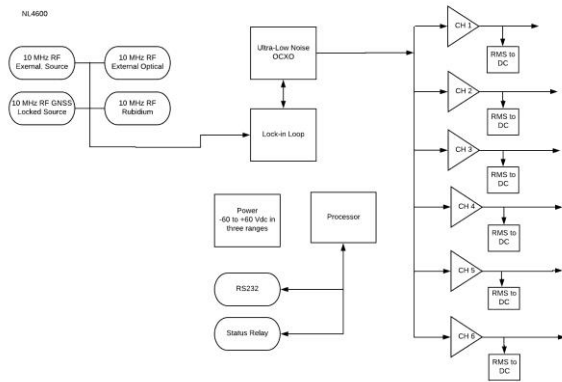 NL4600
10 MHz RF
Exernal. Source
10 MHz RF
External Optical
10 MHz RF GNSS
Locked Source
10 MHz RF
Rubidium
Ultra-Low Noise
OCXO
Lock-in Loop
Power
-60 to +60 Vdc in
three ranges
Processor
RS232
Status Relay
CH 1
RMS to
DC
CH 2
RMS to
DC
CH 3
RMS to
DC
CH 4
RMS to
DC
CH 5
RMS to
DC
CH 6
RMS to
DC